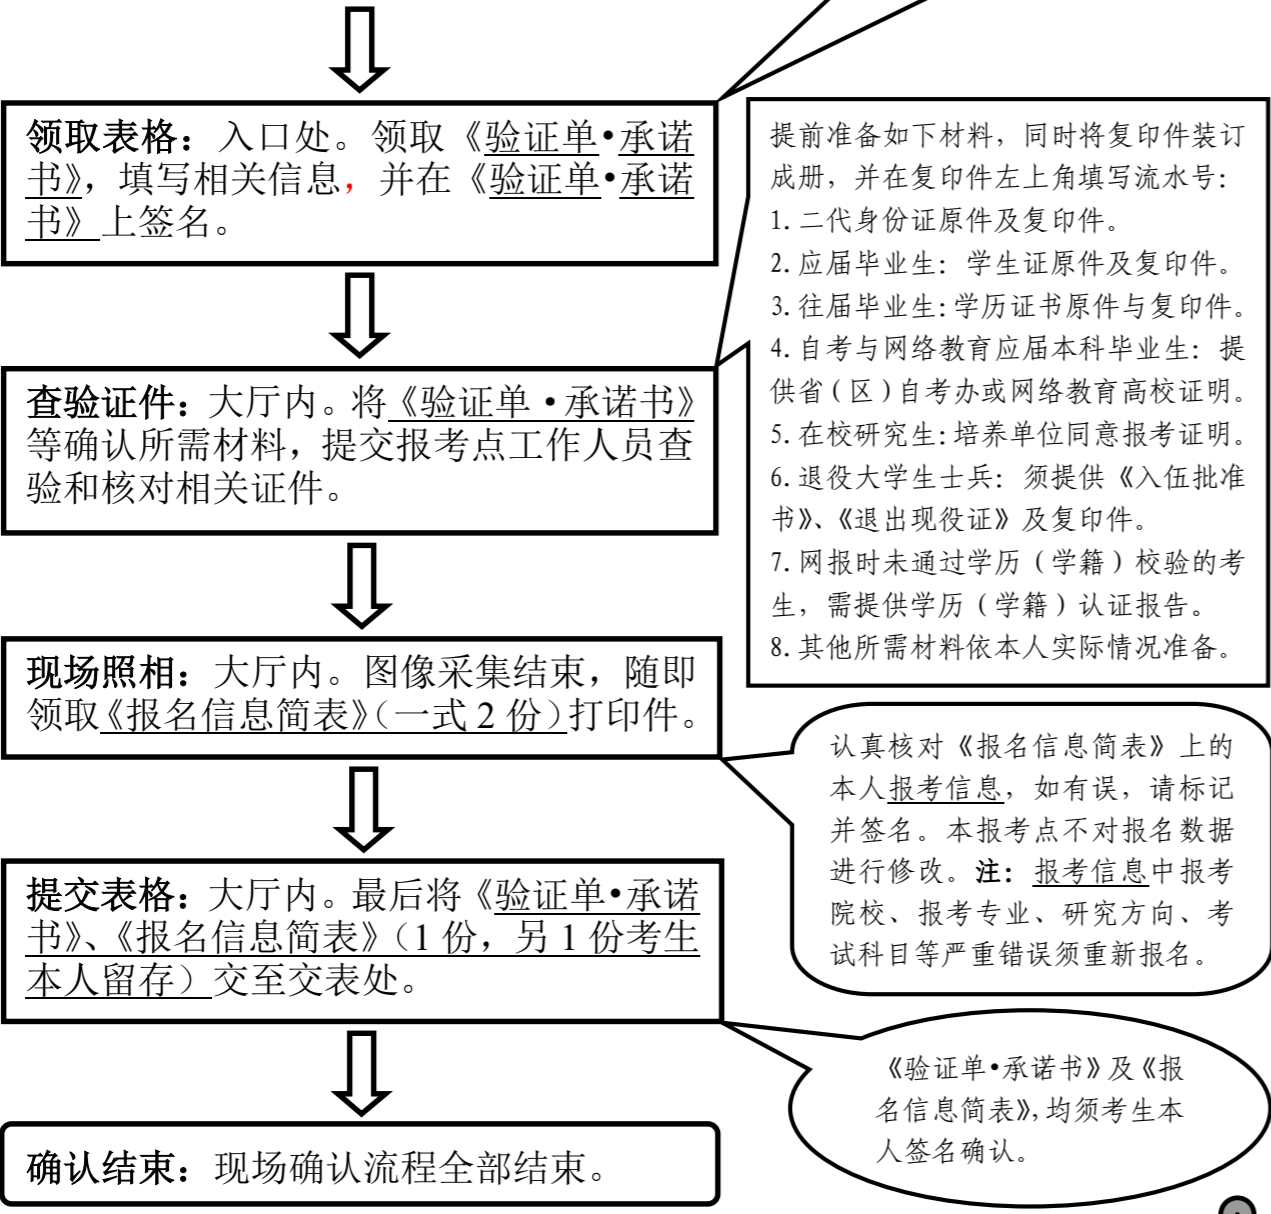 领取表格：入口处。领取《验证单•承诺
书》，填写相关信息，并在《验证单•承诺
书》上签名。
提前准备如下材料，同时将复印件装订
成册，并在复印件左上角填写流水号：
1.二代身份证原件及复印件。
2.应届毕业生：学生证原件及复印件。
3.往届毕业生:学历证书原件与复印件。
4.自考与网络教育应届本科毕业生：提
供省(区)自考办或网络教育高校证明。
5.在校研究生:培养单位同意报考证明。
6.退役大学生士兵：须提供《入伍批准
书》、《退出现役证》及复印件。
7.网报时未通过学历（学籍）校验的考
生，需提供学历（学籍）认证报告。
8.其他所需材料依本人实际情况准备。
查验证件：大厅内。将《验证单•承诺书》
等确认所需材料，提交报考点工作人员查
验和核对相关证件。
现场照相：大厅内。图像采集结束，随即
领取《报名信息简表》（一式 2 份）打印件。
认真核对《报名信息简表》上的
本人报考信息，如有误，请标记
并签名。本报考点不对报名数据
进行修改。注：报考信息中报考
院校、报考专业、研究方向、考
试科目等严重错误须重新报名。
提交表格：大厅内。最后将《验证单•承诺
书》、《报名信息简表》（1 份，另 1 份考生
本人留存）交至交表处。
《验证单•承诺书》及《报
名信息简表》,均须考生本
人签名确认。
确认结束：现场确认流程全部结束。